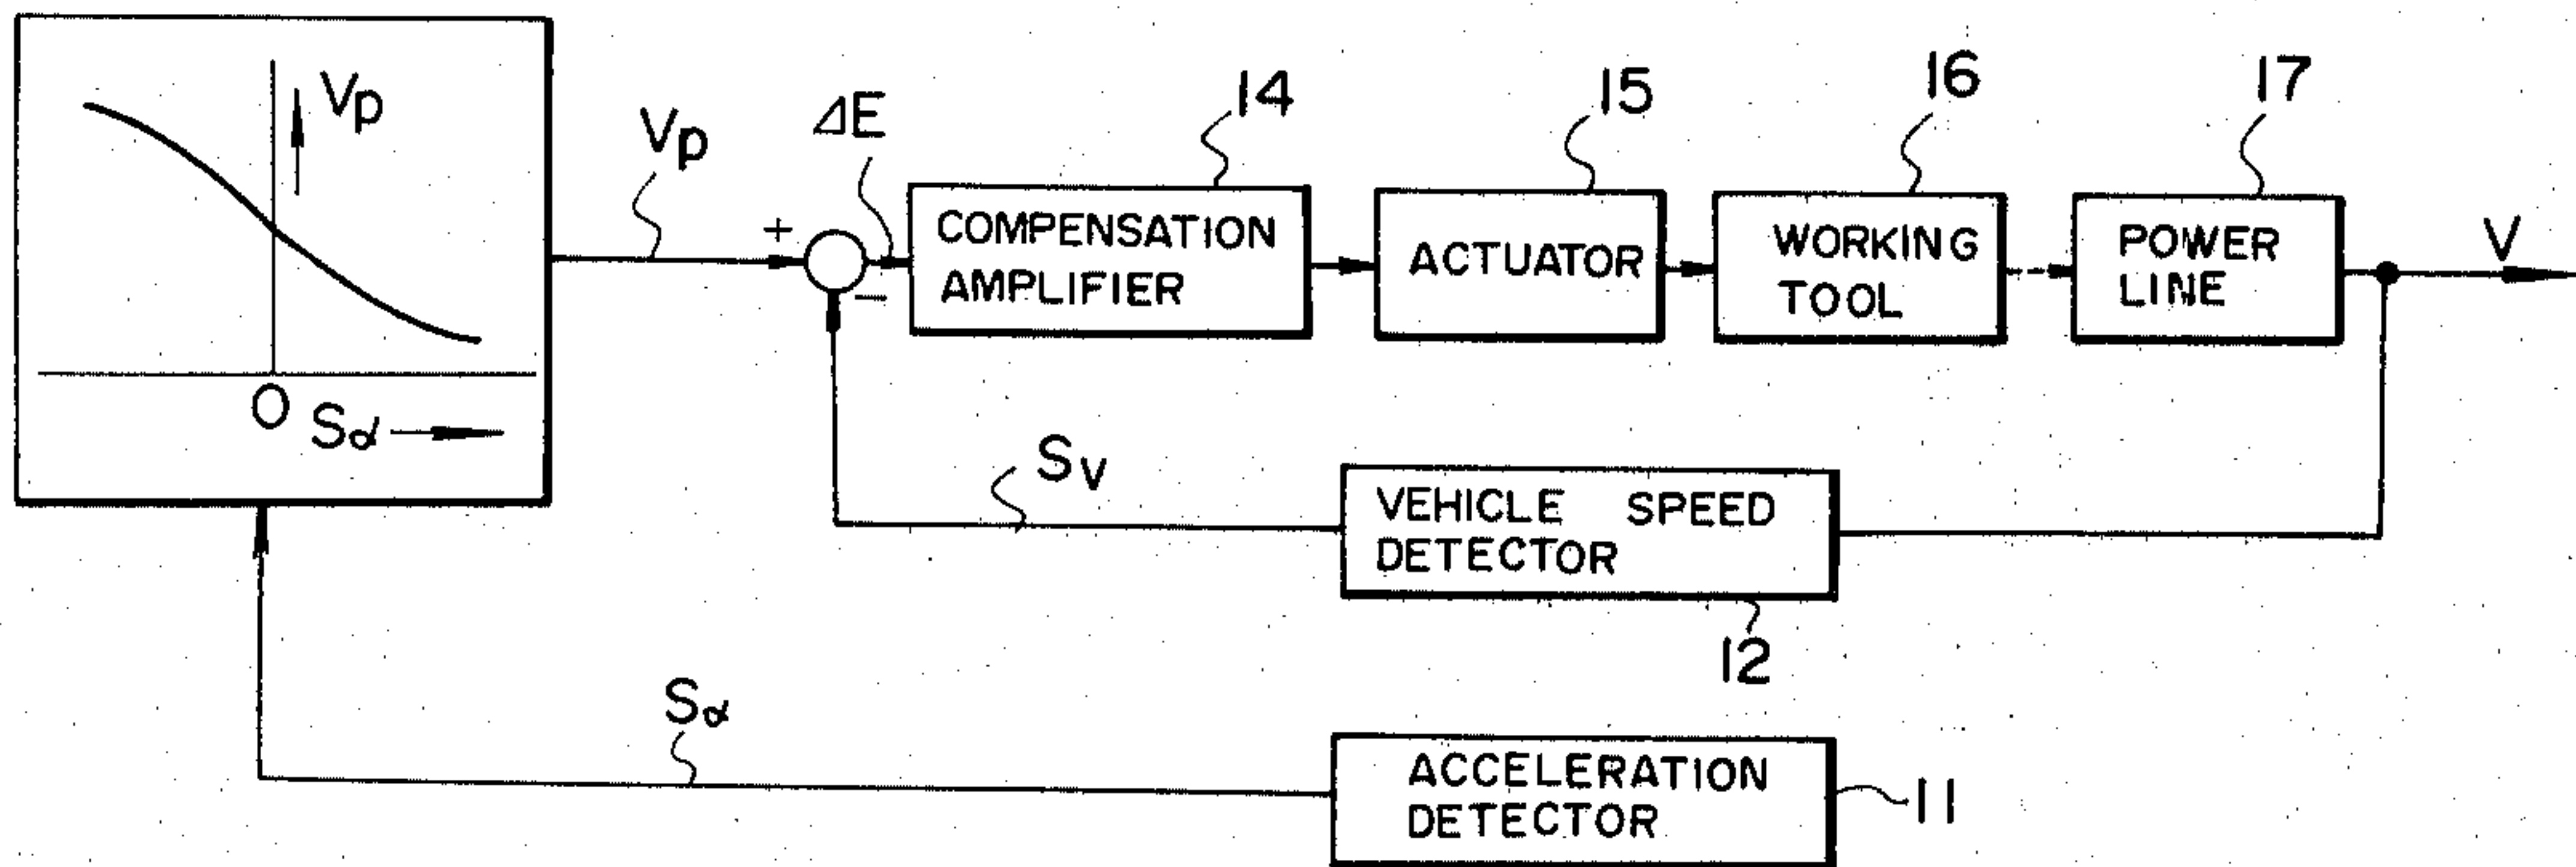 Vp
O
Sα
Vp
ΔE
+
−
14
COMPENSATION
AMPLIFIER
15
ACTUATOR
16
WORKING
TOOL
17
POWER
LINE
V
SV
VEHICLE SPEED
DETECTOR
12
Sα
ACCELERATION
DETECTOR
11